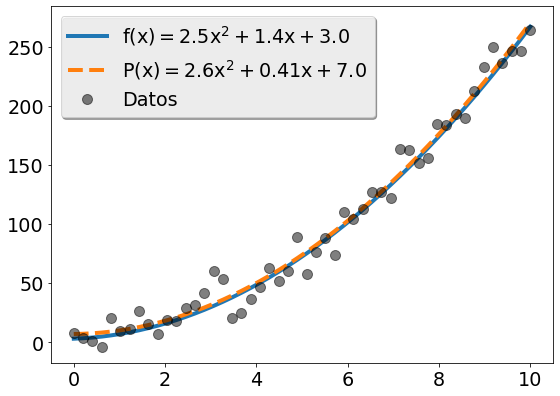 f(x) = 2.5x² + 1.4x + 3.0
P(x) = 2.6x² + 0.41x + 7.0
Datos
250
200
150
100
50
0
0 2 4 6 8 10